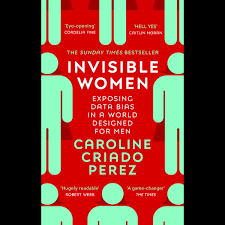 'Eye-opening' 'HELL YES'
CORDELIA FINE CAITLIN MORAN
THE SUNDAY TIMES BESTSELLER
INVISIBLE
WOMEN
EXPOSING
DATA BIAS
IN A WORLD
DESIGNED
FOR MEN
CAROLINE
CRIADO
PEREZ
'Hugely readable' 'A game-changer'
ROBERT WEBB THE TIMES